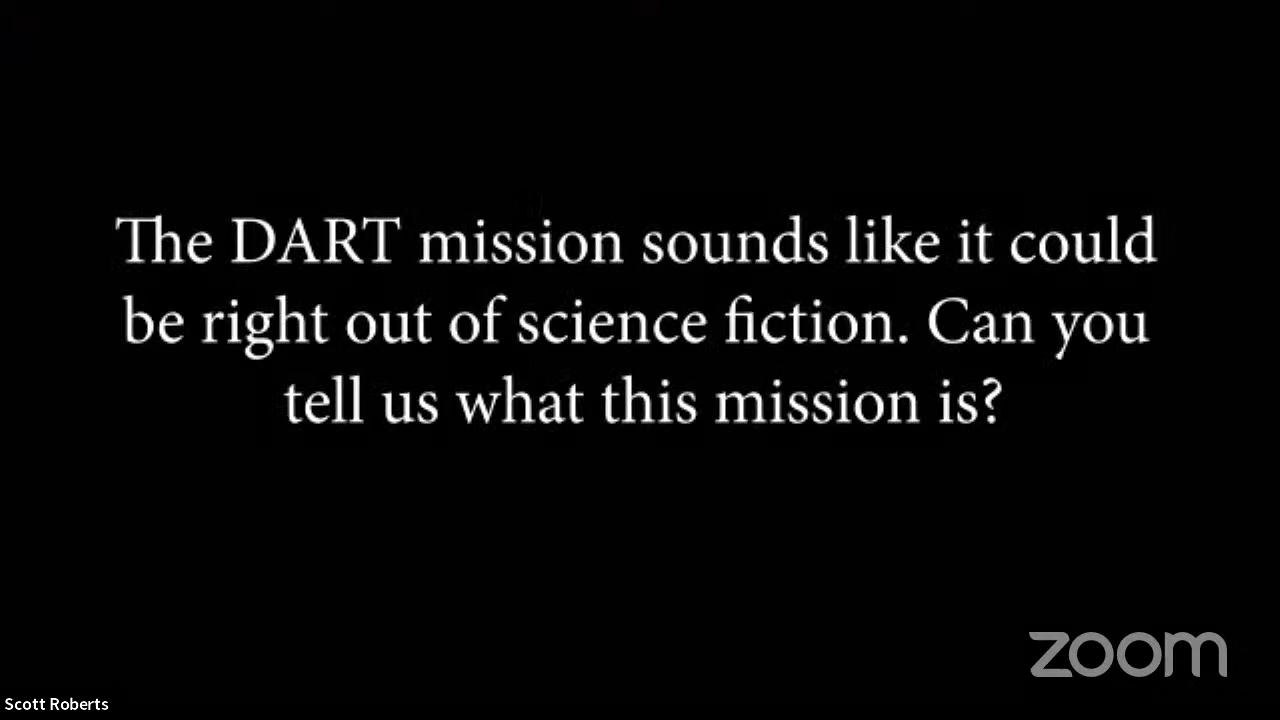 The DART mission sounds like it could
be right out of science fiction. Can you
tell us what this mission is?
zoom
Scott Roberts